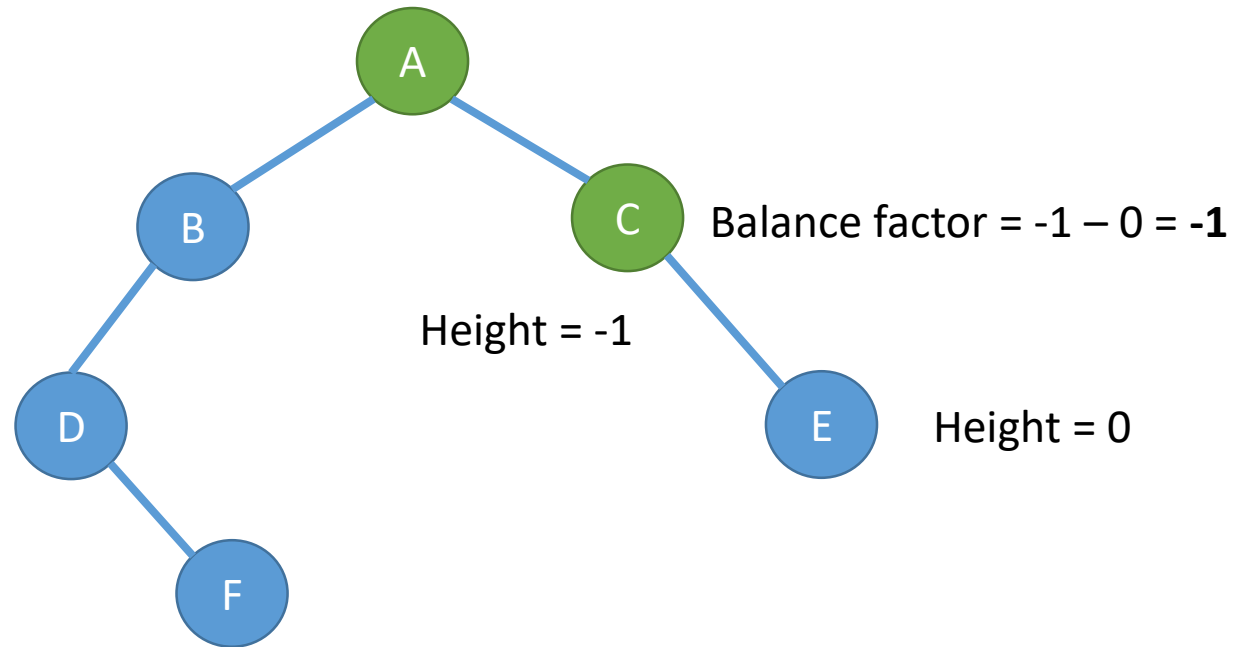 A
B
C
Balance factor = -1 – 0 = -1
Height = -1
D
E
Height = 0
F